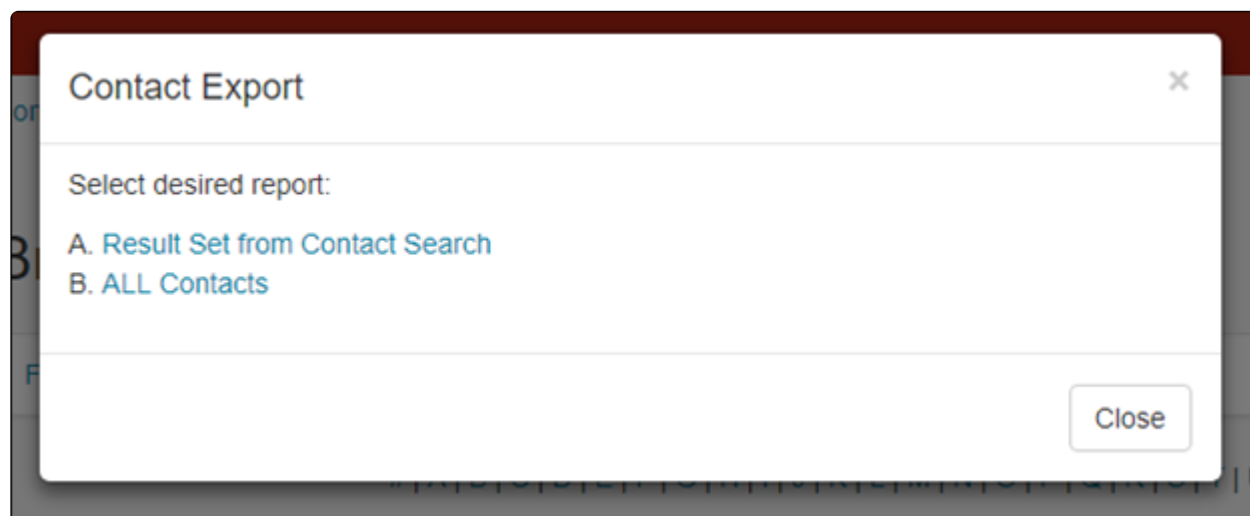 Contact Export
×
Select desired report:
A. Result Set from Contact Search
B. ALL Contacts
Close